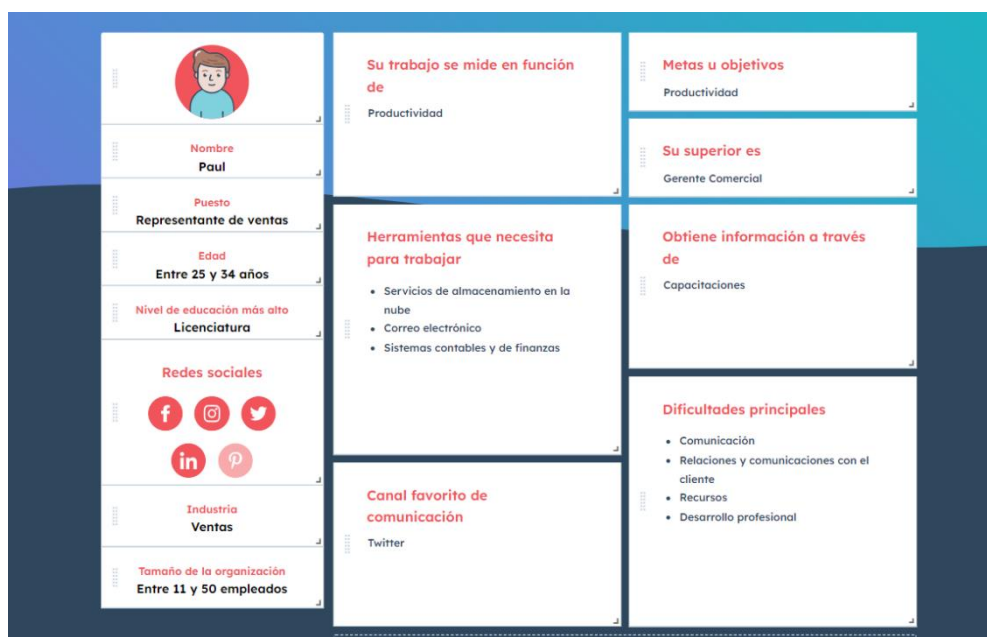 Nombre
Paul
Puesto
Representante de ventas
Edad
Entre 25 y 34 años
Nivel de educación más alto
Licenciatura
Redes sociales
f
in
Industria
Ventas
Tamaño de la organización
Entre 11 y 50 empleados
Su trabajo se mide en función
de
Productividad
Herramientas que necesita
para trabajar
• Servicios de almacenamiento en la
nube
• Correo electrónico
• Sistemas contables y de finanzas
Canal favorito de
comunicación
Twitter
Metas u objetivos
Productividad
Su superior es
Gerente Comercial
Obtiene información a través
de
Capacitaciones
Dificultades principales
• Comunicación
• Relaciones y comunicaciones con el
cliente
• Recursos
• Desarrollo profesional